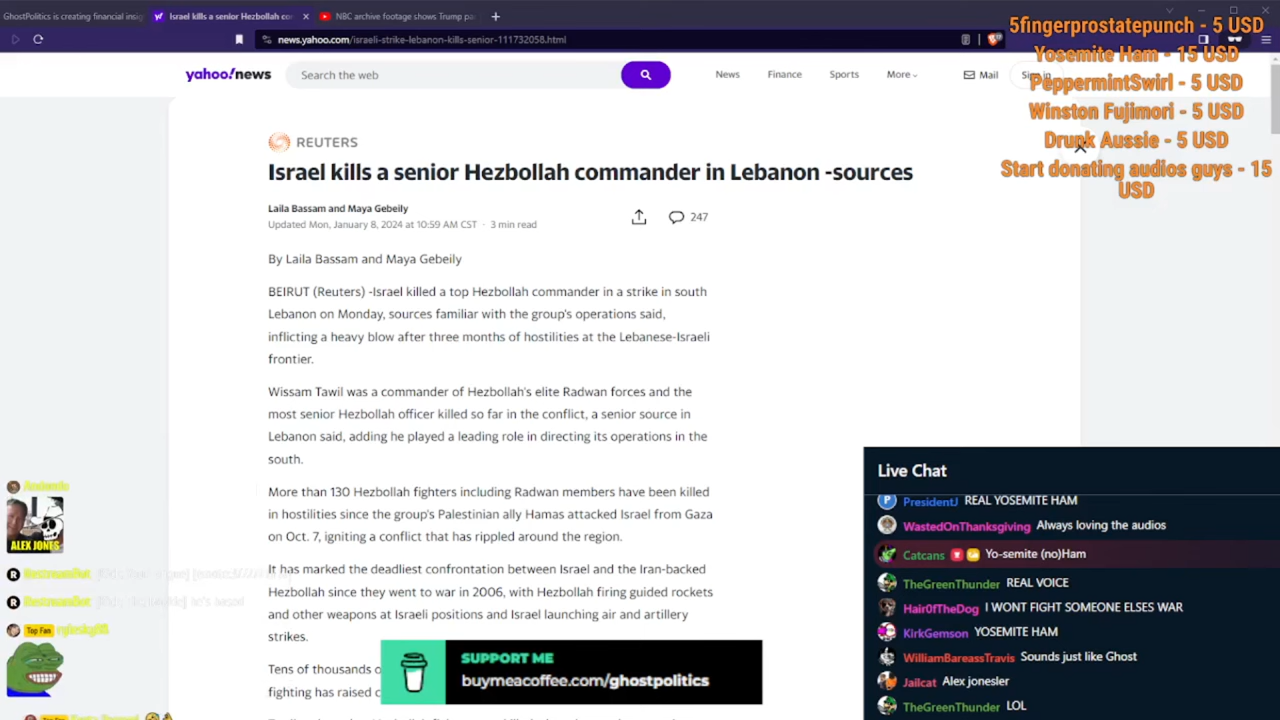 GhostPolitics is creating financial insig
Israel kills a senior Hezbollah co
NBC archive footage shows Trump pa
news.yahoo.com/israeli-strike-lebanon-kills-senior-111732058.html
yahoo!news
Search the web
News
Finance
Sports
More
Mail
Sign in
5fingerprostatepunch - 5 USD
Yosemite Ham - 15 USD
PeppermintSwirl - 5 USD
Winston Fujimori - 5 USD
Drunk Aussie - 5 USD
Start donating audios guys - 15
USD
REUTERS
Israel kills a senior Hezbollah commander in Lebanon -sources
Laila Bassam and Maya Gebeily
Updated Mon, January 8, 2024 at 10:59 AM CST · 3 min read
247
By Laila Bassam and Maya Gebeily
BEIRUT (Reuters) -Israel killed a top Hezbollah commander in a strike in south
Lebanon on Monday, sources familiar with the group's operations said,
inflicting a heavy blow after three months of hostilities at the Lebanese-Israeli
frontier.
Wissam Tawil was a commander of Hezbollah's elite Radwan forces and the
most senior Hezbollah officer killed so far in the conflict, a senior source in
Lebanon said, adding he played a leading role in directing its operations in the
south.
More than 130 Hezbollah fighters including Radwan members have been killed
in hostilities since the group's Palestinian ally Hamas attacked Israel from Gaza
on Oct. 7, igniting a conflict that has rippled around the region.
It has marked the deadliest confrontation between Israel and the Iran-backed
Hezbollah since they went to war in 2006, with Hezbollah firing guided rockets
and other weapons at Israeli positions and Israel launching air and artillery
strikes.
Tens of thousands o
fighting has raised c
SUPPORT ME
buymeacoffee.com/ghostpolitics
ALEX JONES
Top Fan
Live Chat
PresidentJ REAL YOSEMITE HAM
WastedOnThanksgiving Always loving the audios
Catcans Yo-semite (no)Ham
TheGreenThunder REAL VOICE
Hair0fTheDog I WONT FIGHT SOMEONE ELSES WAR
KirkGemson YOSEMITE HAM
WilliamBareassTravis Sounds just like Ghost
Jailcat Alex jonesler
TheGreenThunder LOL